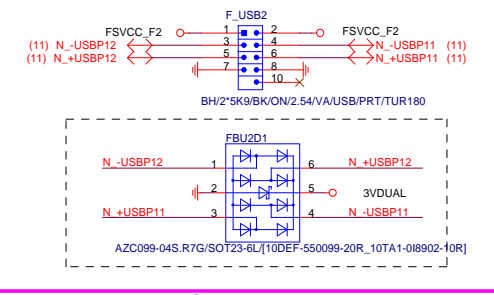 F_USB2
FSVCC_F2 1 2 FSVCC_F2
(11) N_-USBP12 3 4 N_-USBP11 (11)
(11) N_+USBP12 5 6 N_+USBP11 (11)
7 8
10
BH/2*5K9/BK/ON/2.54/VA/USB/PRT/TUR180
FBU2D1
N_-USBP12 1 6 N_+USBP12
2 5 3VDUAL
N_+USBP11 3 4 N_-USBP11
AZC099-04S.R7G/SOT23-6L/[10DEF-550099-20R_10TA1-0I8902-10R]